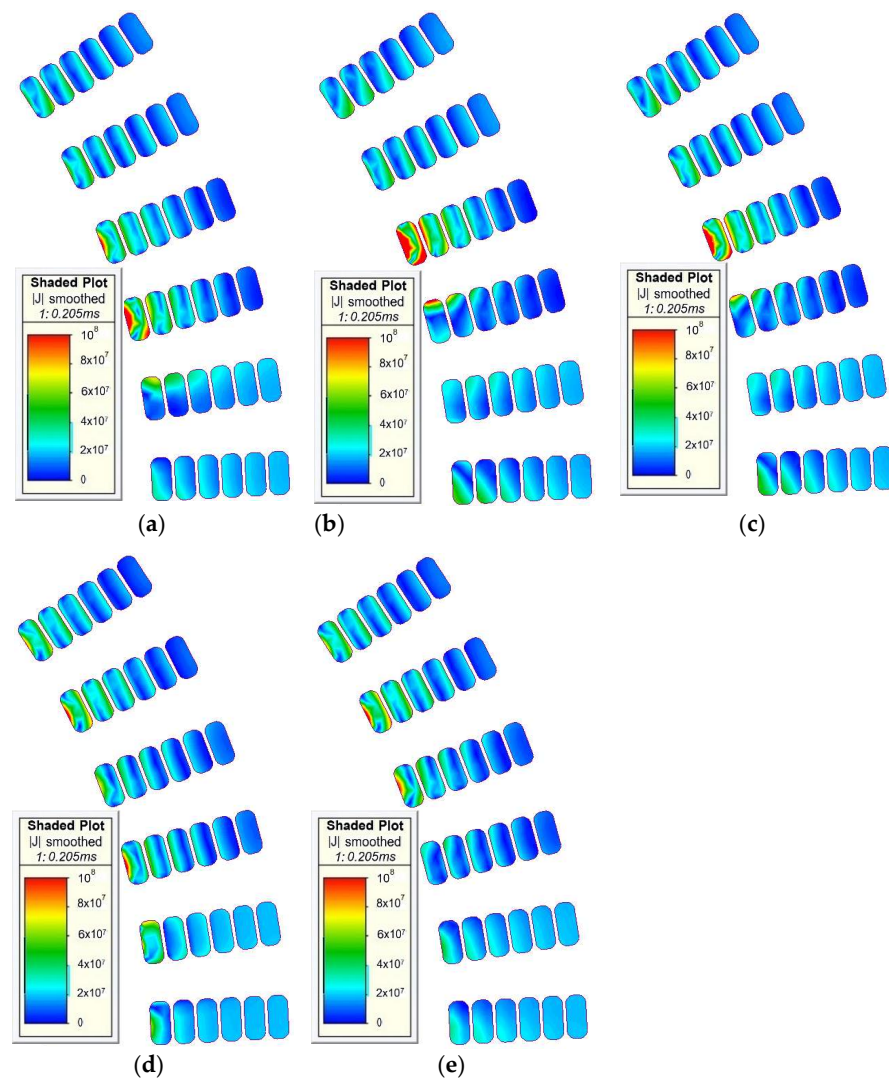 Shaded Plot
|J| smoothed
1: 0.205ms
10⁸
8x10⁷
6x10⁷
4x10⁷
2x10⁷
0
Shaded Plot
|J| smoothed
1: 0.205ms
10⁸
8x10⁷
6x10⁷
4x10⁷
2x10⁷
0
Shaded Plot
|J| smoothed
1: 0.205ms
10⁸
8x10⁷
6x10⁷
4x10⁷
2x10⁷
0
(a)
(b)
(c)
Shaded Plot
|J| smoothed
1: 0.205ms
10⁸
8x10⁷
6x10⁷
4x10⁷
2x10⁷
0
Shaded Plot
|J| smoothed
1: 0.205ms
10⁸
8x10⁷
6x10⁷
4x10⁷
2x10⁷
0
(d)
(e)